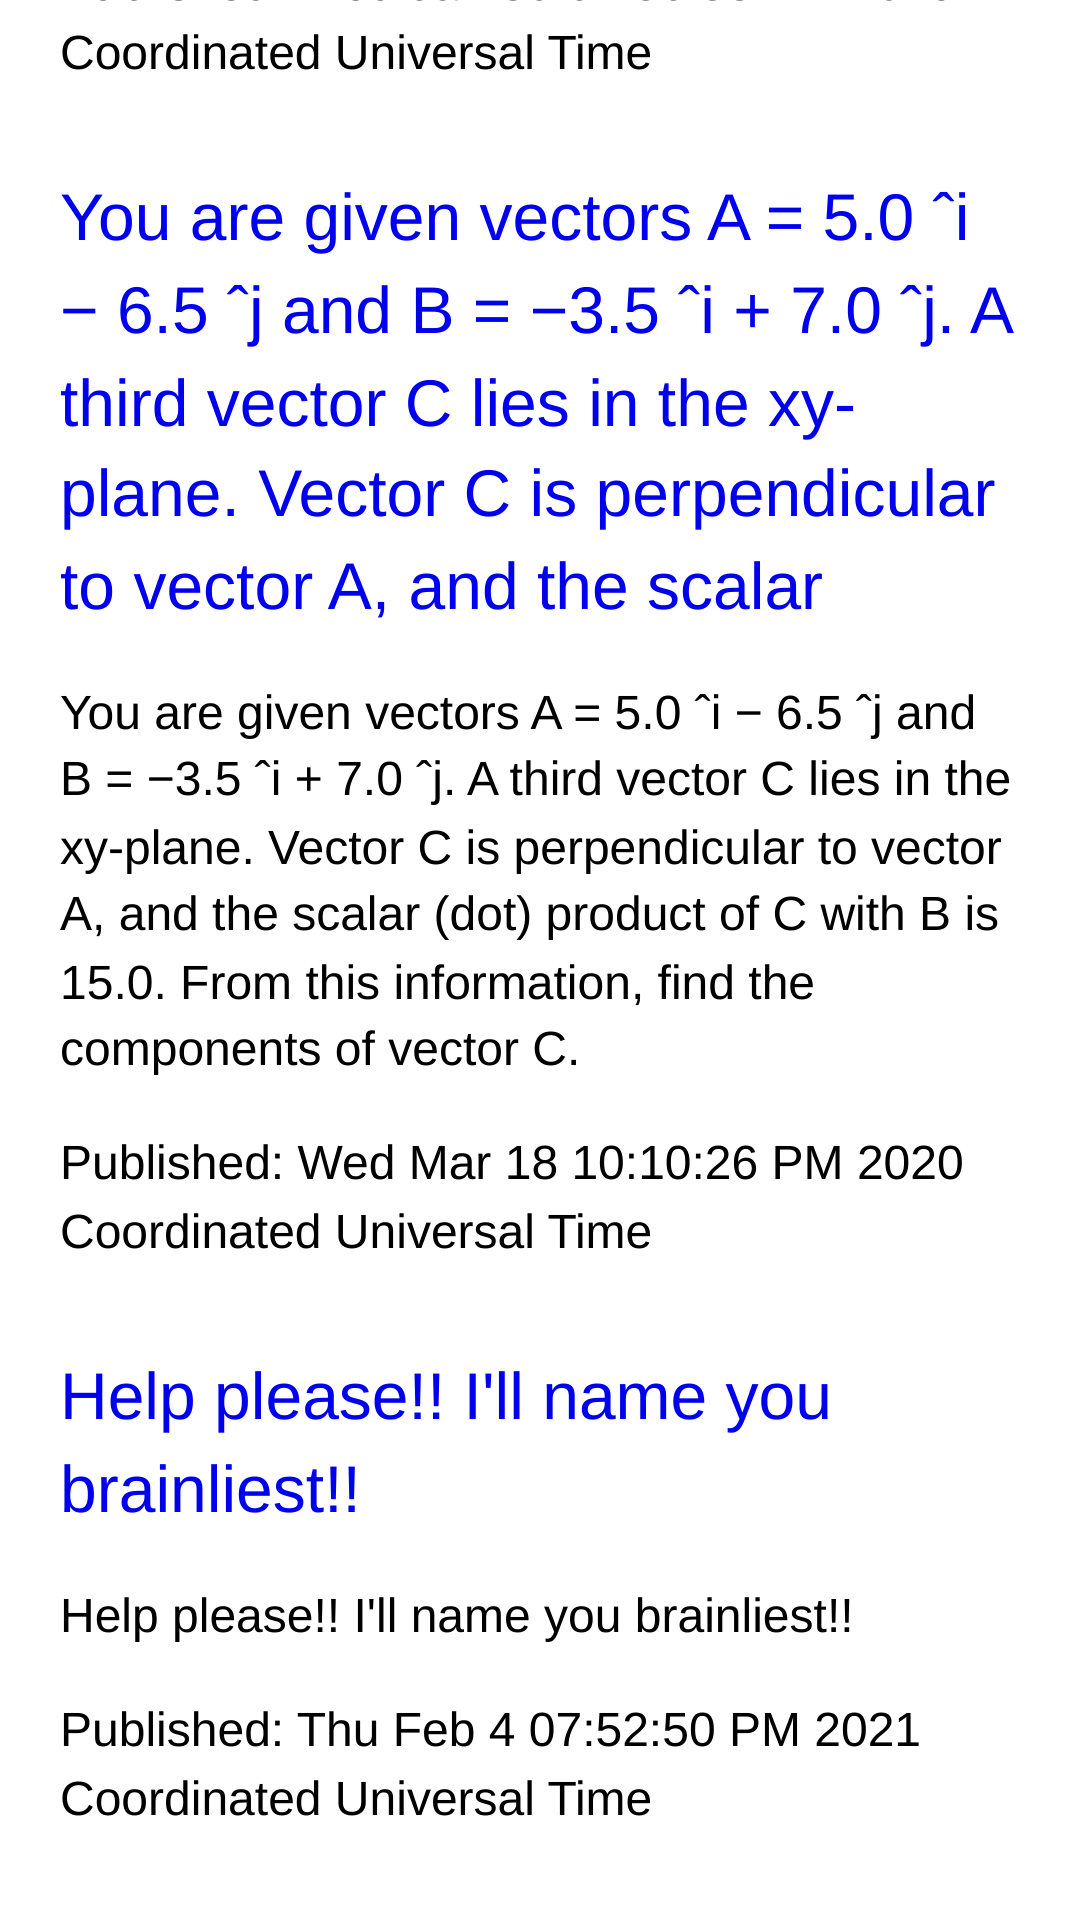 Coordinated Universal Time
You are given vectors A = 5.0 ˆi
− 6.5 ˆj and B = −3.5 ˆi + 7.0 ˆj. A
third vector C lies in the xy-
plane. Vector C is perpendicular
to vector A, and the scalar
You are given vectors A = 5.0 ˆi − 6.5 ˆj and
B = −3.5 ˆi + 7.0 ˆj. A third vector C lies in the
xy-plane. Vector C is perpendicular to vector
A, and the scalar (dot) product of C with B is
15.0. From this information, find the
components of vector C.
Published: Wed Mar 18 10:10:26 PM 2020
Coordinated Universal Time
Help please!! I'll name you
brainliest!!
Help please!! I'll name you brainliest!!
Published: Thu Feb 4 07:52:50 PM 2021
Coordinated Universal Time